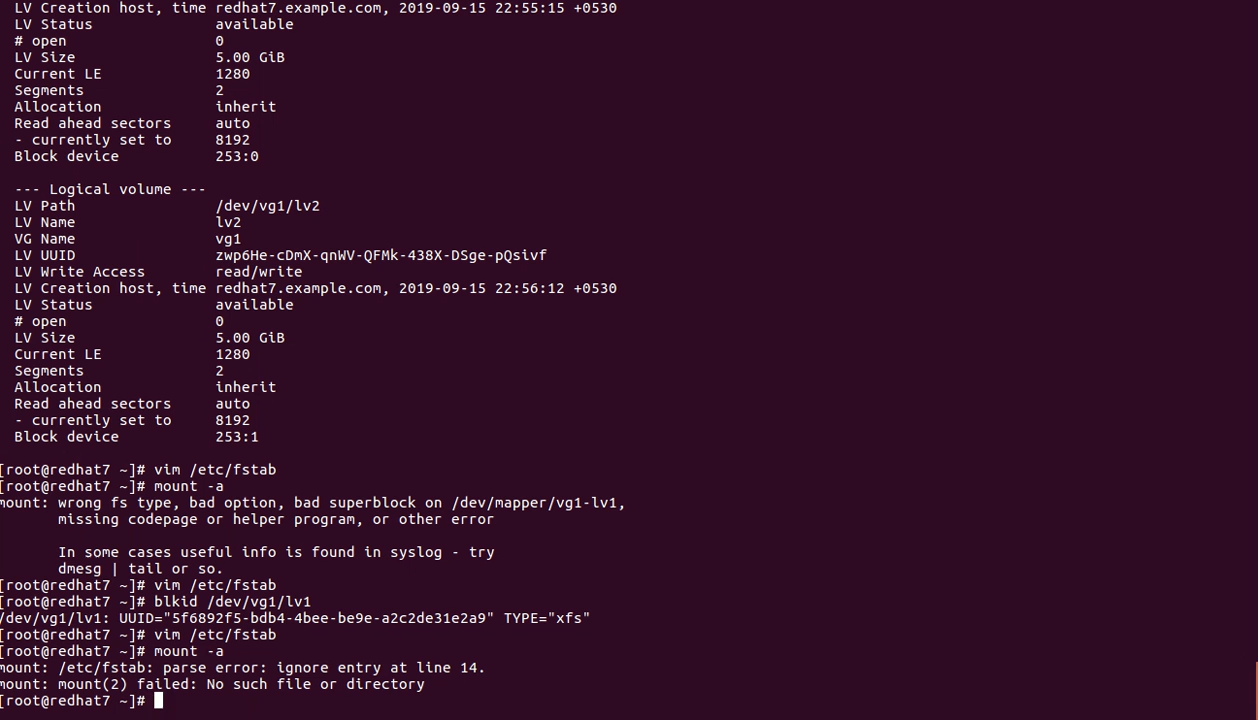 LV Creation host, time redhat7.example.com, 2019-09-15 22:55:15 +0530
LV Status              available
# open                 0
LV Size                5.00 GiB
Current LE             1280
Segments               2
Allocation             inherit
Read ahead sectors     auto
- currently set to     8192
Block device           253:0
--- Logical volume ---
LV Path                /dev/vg1/lv2
LV Name                lv2
VG Name                vg1
LV UUID                zwp6He-cDmX-qnWV-QFMk-438X-DSge-pQsivf
LV Write Access        read/write
LV Creation host, time redhat7.example.com, 2019-09-15 22:56:12 +0530
LV Status              available
# open                 0
LV Size                5.00 GiB
Current LE             1280
Segments               2
Allocation             inherit
Read ahead sectors     auto
- currently set to     8192
Block device           253:1
[root@redhat7 ~]# vim /etc/fstab
[root@redhat7 ~]# mount -a
mount: wrong fs type, bad option, bad superblock on /dev/mapper/vg1-lv1,
missing codepage or helper program, or other error
In some cases useful info is found in syslog - try
dmesg | tail or so.
[root@redhat7 ~]# vim /etc/fstab
[root@redhat7 ~]# blkid /dev/vg1/lv1
/dev/vg1/lv1: UUID="5f6892f5-bdb4-4bee-be9e-a2c2de31e2a9" TYPE="xfs"
[root@redhat7 ~]# vim /etc/fstab
[root@redhat7 ~]# mount -a
mount: /etc/fstab: parse error: ignore entry at line 14.
mount: mount(2) failed: No such file or directory
[root@redhat7 ~]#